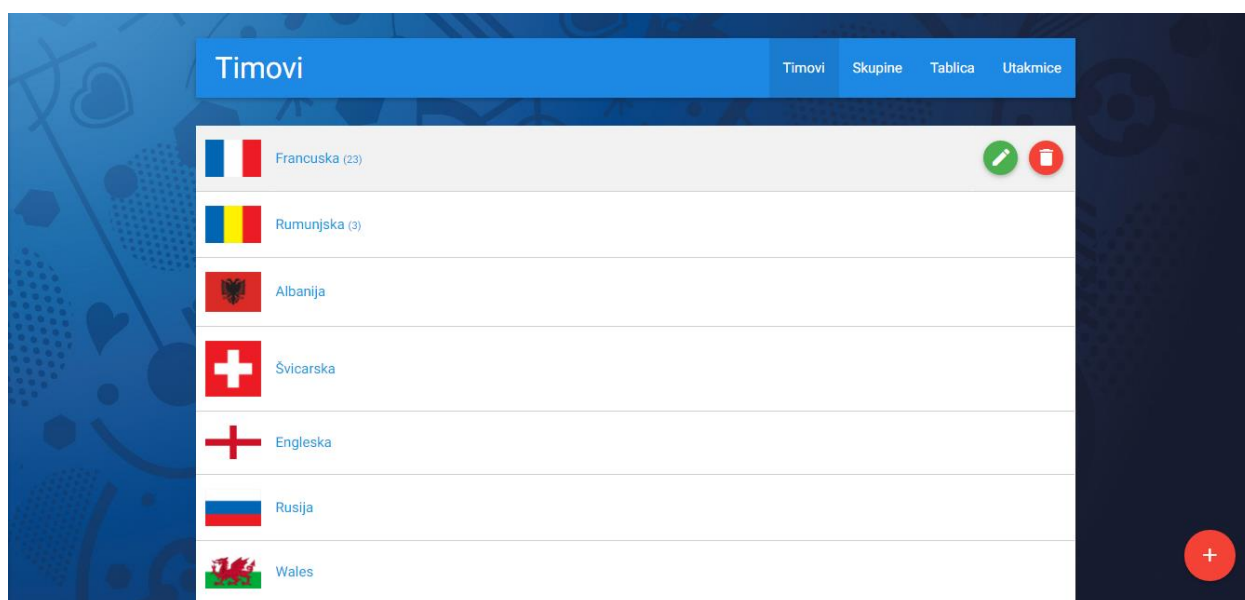 Timovi
Timovi Skupine Tablica Utakmice
Francuska (23)
Rumunjska (3)
Albanija
Švicarska
Engleska
Rusija
Wales